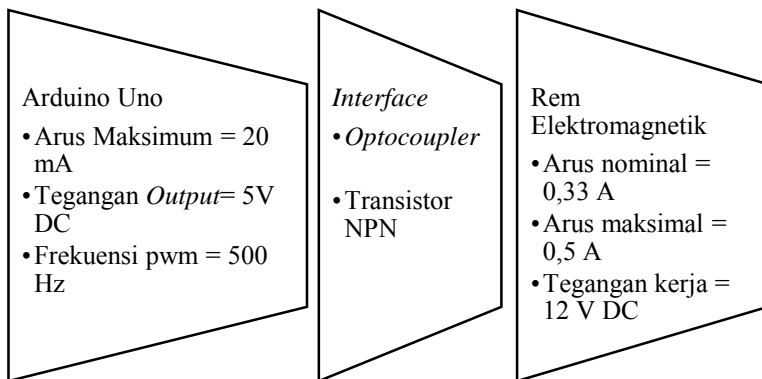 Arduino Uno
•Arus Maksimum = 20
mA
•Tegangan Output= 5V
DC
•Frekuensi pwm = 500
Hz
Interface
•Optocoupler
•Transistor
NPN
Rem
Elektromagnetik
•Arus nominal =
0,33 A
•Arus maksimal =
0,5 A
•Tegangan kerja =
12 V DC